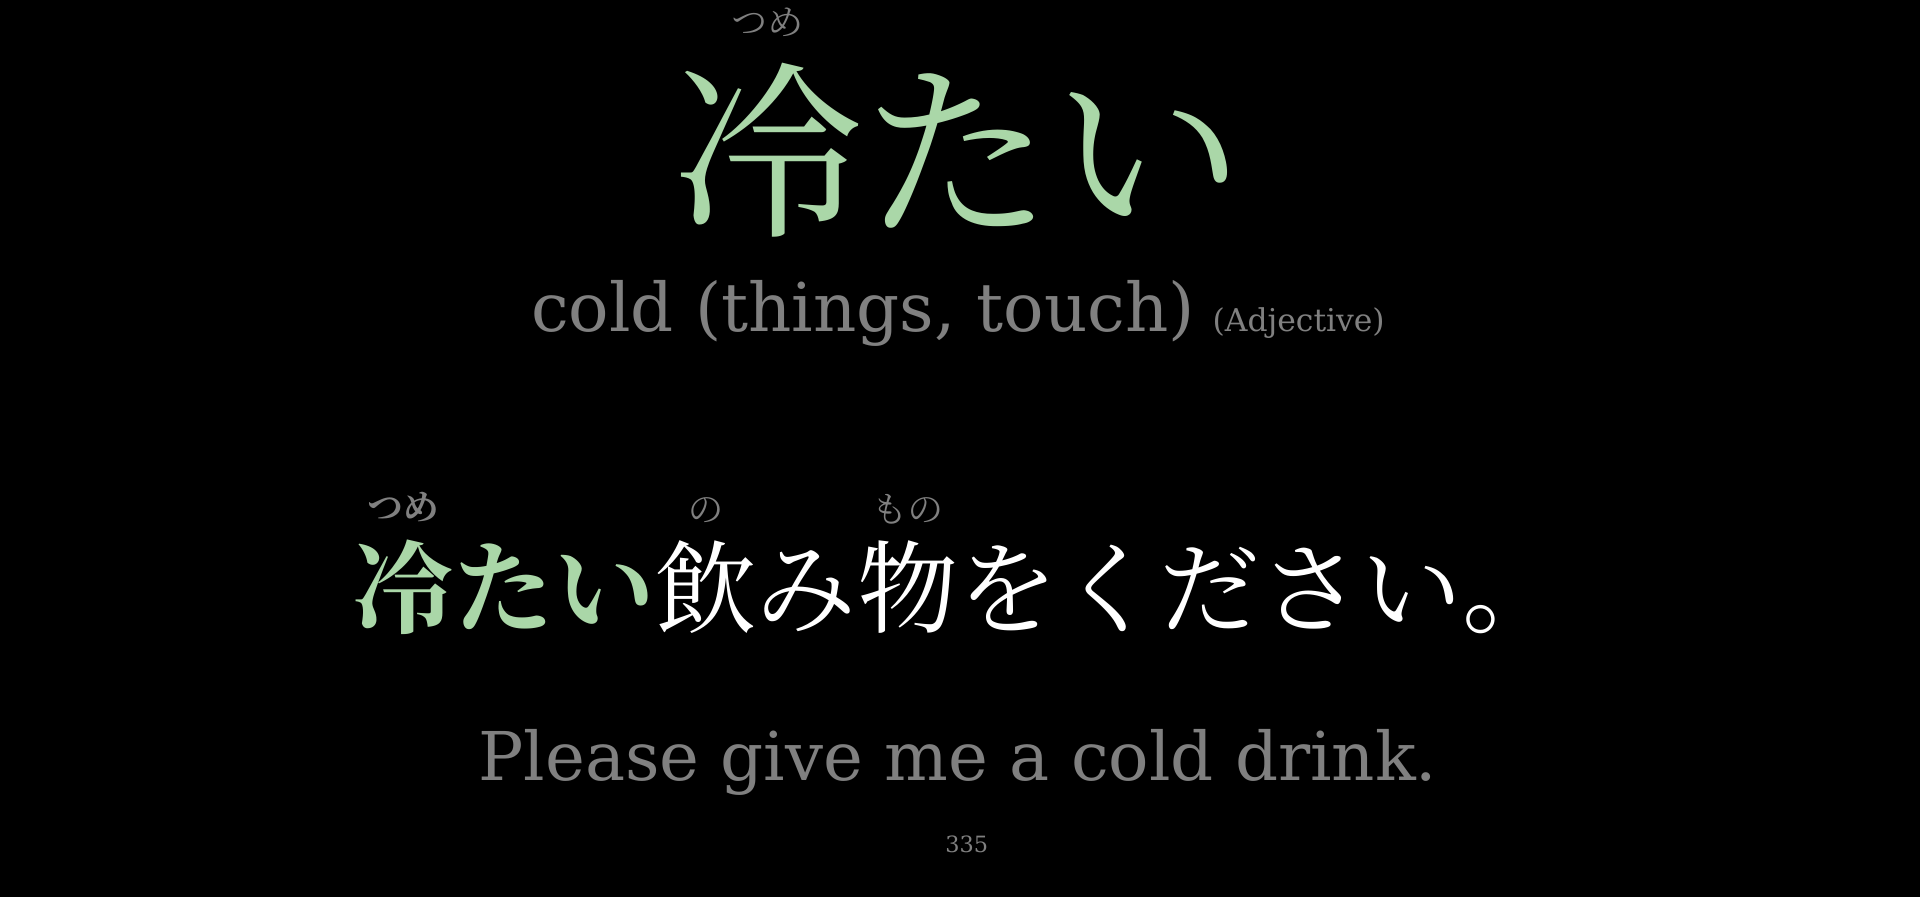 つめ
冷たい
cold (things, touch) (Adjective)
つめ の もの
冷たい飲み物をください。
Please give me a cold drink.
335